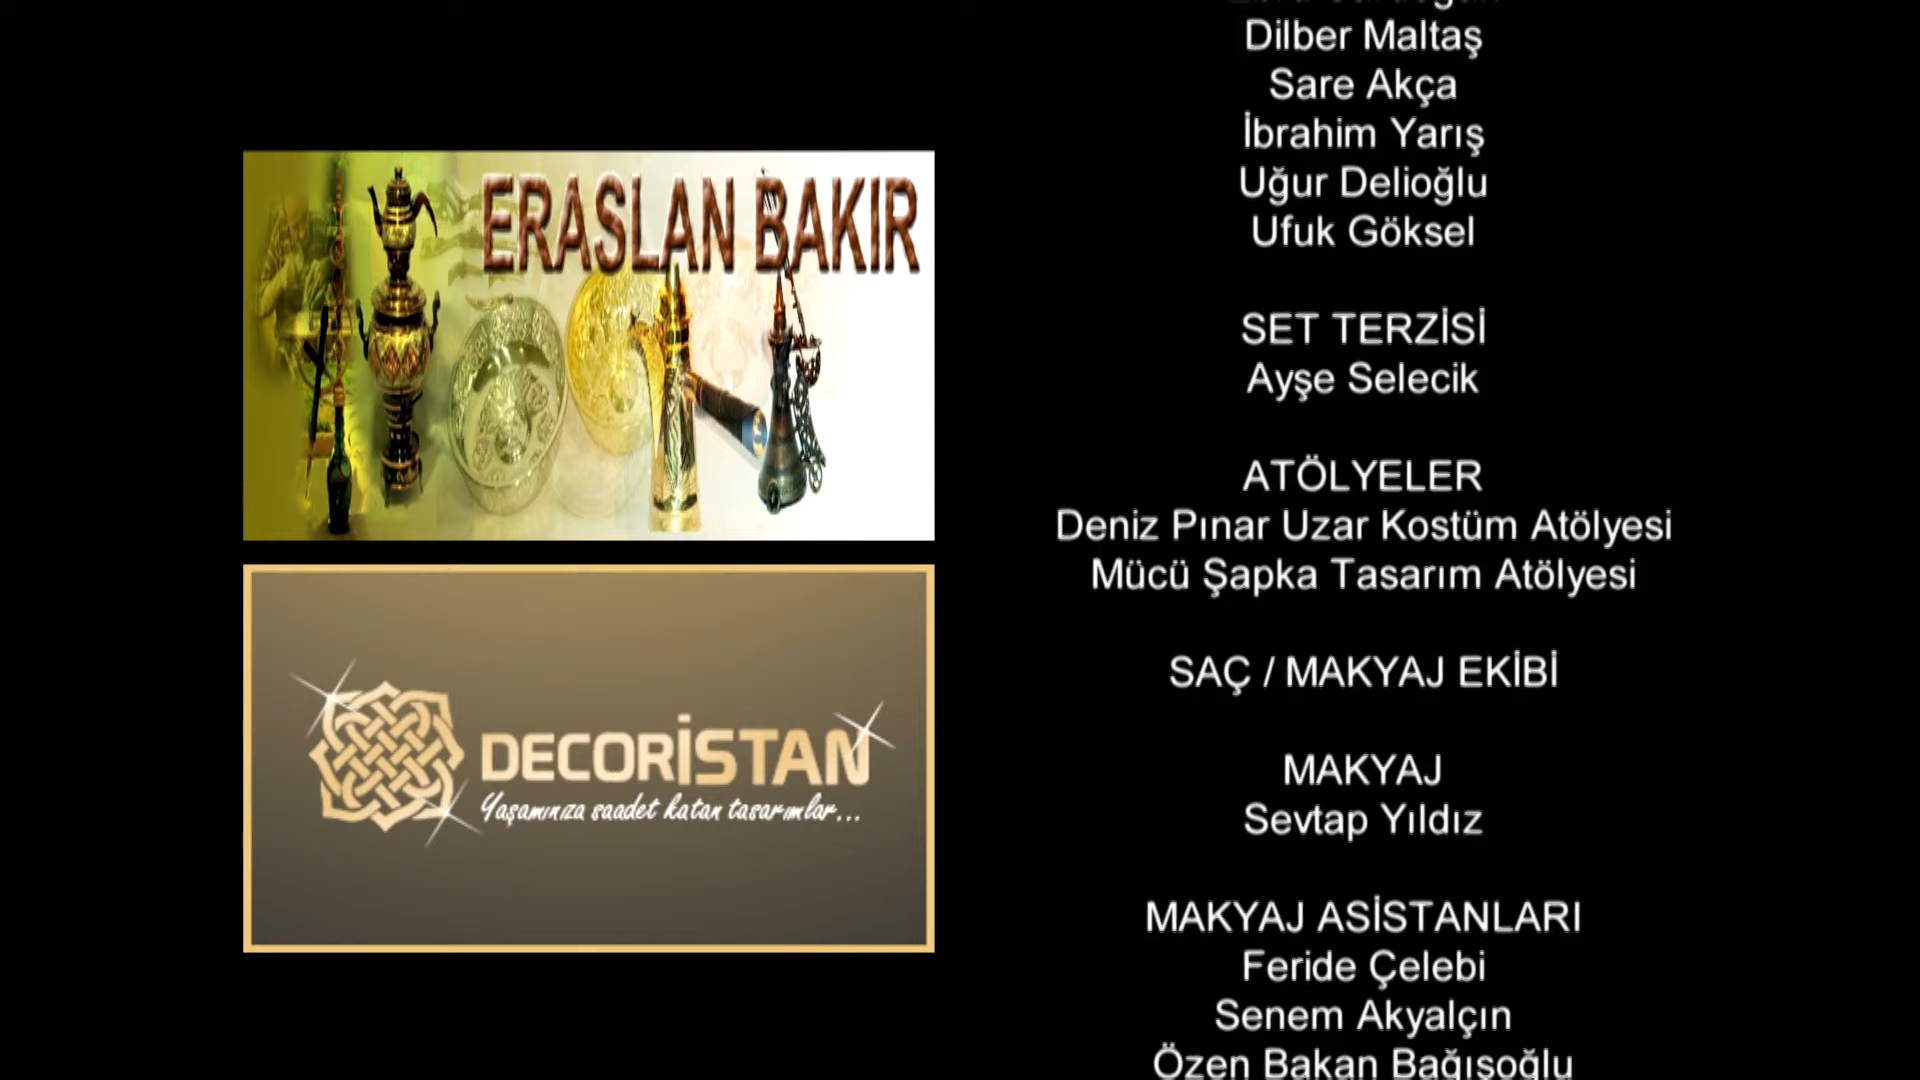 ERASLAN BAKIR
DECORİSTAN
Yaşamınıza saadet katan tasarımlar...
Dilber Maltaş
Sare Akça
İbrahim Yarış
Uğur Delioğlu
Ufuk Göksel
SET TERZİSİ
Ayşe Selecik
ATÖLYELER
Deniz Pınar Uzar Kostüm Atölyesi
Mücü Şapka Tasarım Atölyesi
SAÇ / MAKYAJ EKİBİ
MAKYAJ
Sevtap Yıldız
MAKYAJ ASİSTANLARI
Feride Çelebi
Senem Akyalçın
Özen Bakan Bağışoğlu